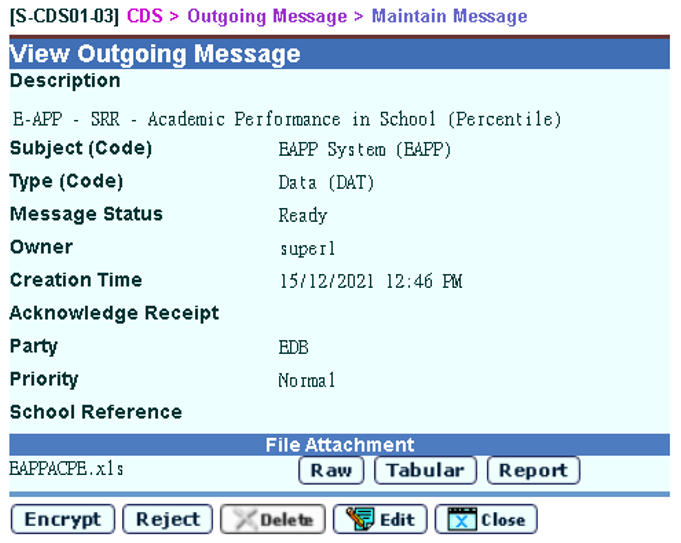 [S-CDS01-03] CDS > Outgoing Message > Maintain Message
View Outgoing Message
Description
E-APP - SRR - Academic Performance in School (Percentile)
Subject (Code) EAPP System (EAPP)
Type (Code) Data (DAT)
Message Status Ready
Owner super1
Creation Time 15/12/2021 12:46 PM
Acknowledge Receipt
Party EDB
Priority Normal
School Reference
File Attachment
EAPPACPE.xls Raw Tabular Report
Encrypt Reject Delete Edit Close